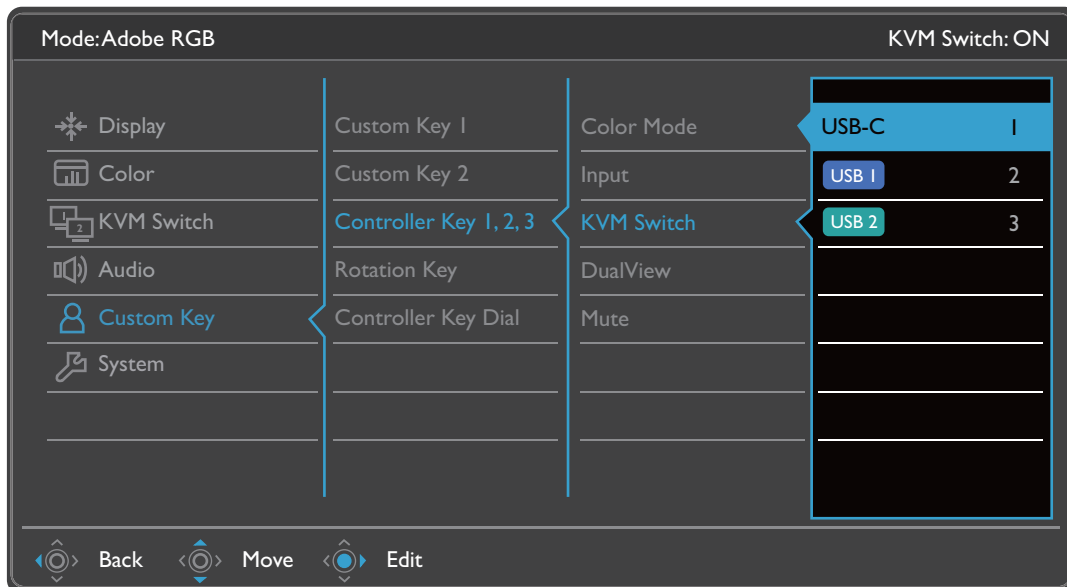 Mode:Adobe RGB KVM Switch: ON
Display Custom Key 1 Color Mode USB-C 1
Color Custom Key 2 Input USB 1 2
1 2 KVM Switch Controller Key 1, 2, 3 KVM Switch USB 2 3
Audio Rotation Key DualView
Custom Key Controller Key Dial Mute
System
Back Move Edit